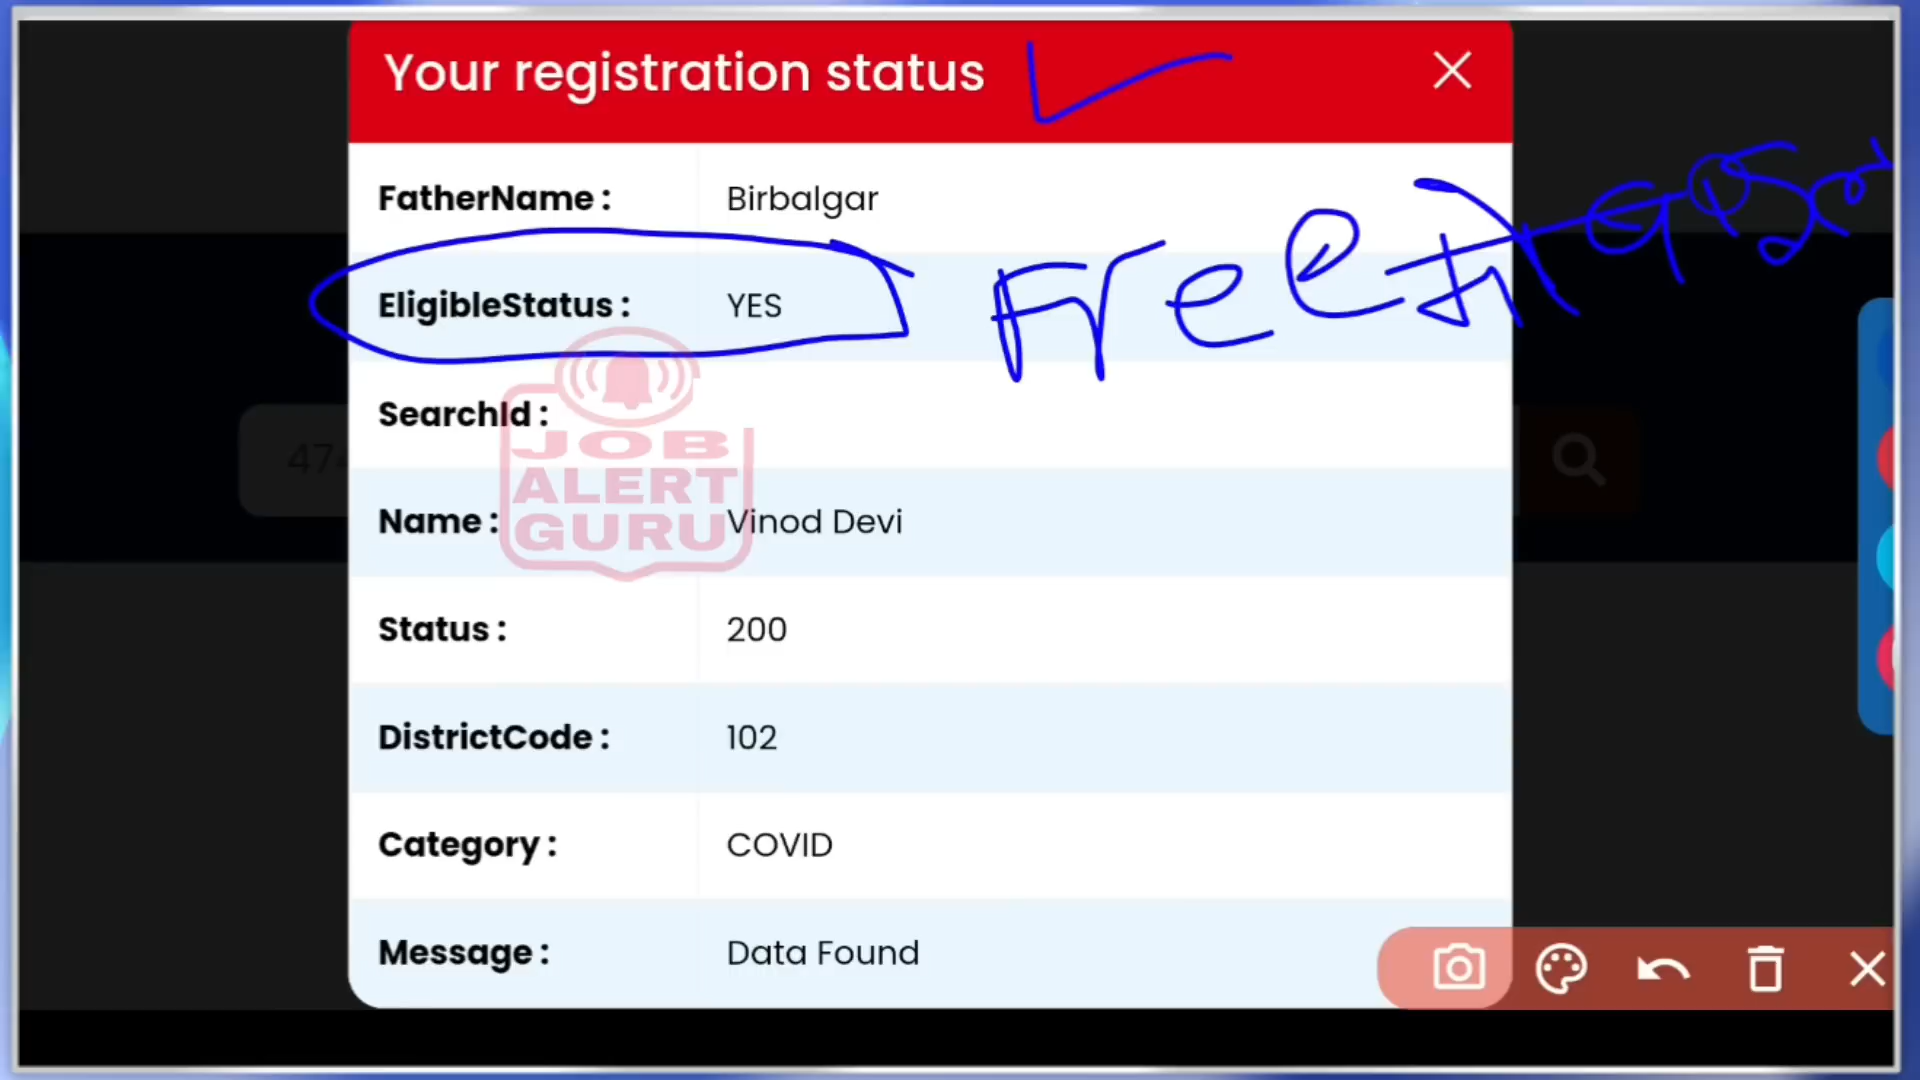 Your registration status
FatherName : Birbalgar
EligibleStatus : YES
Free
SearchId :
Name : Vinod Devi
Status : 200
DistrictCode : 102
Category : COVID
Message : Data Found
JOB
ALERT
GURU